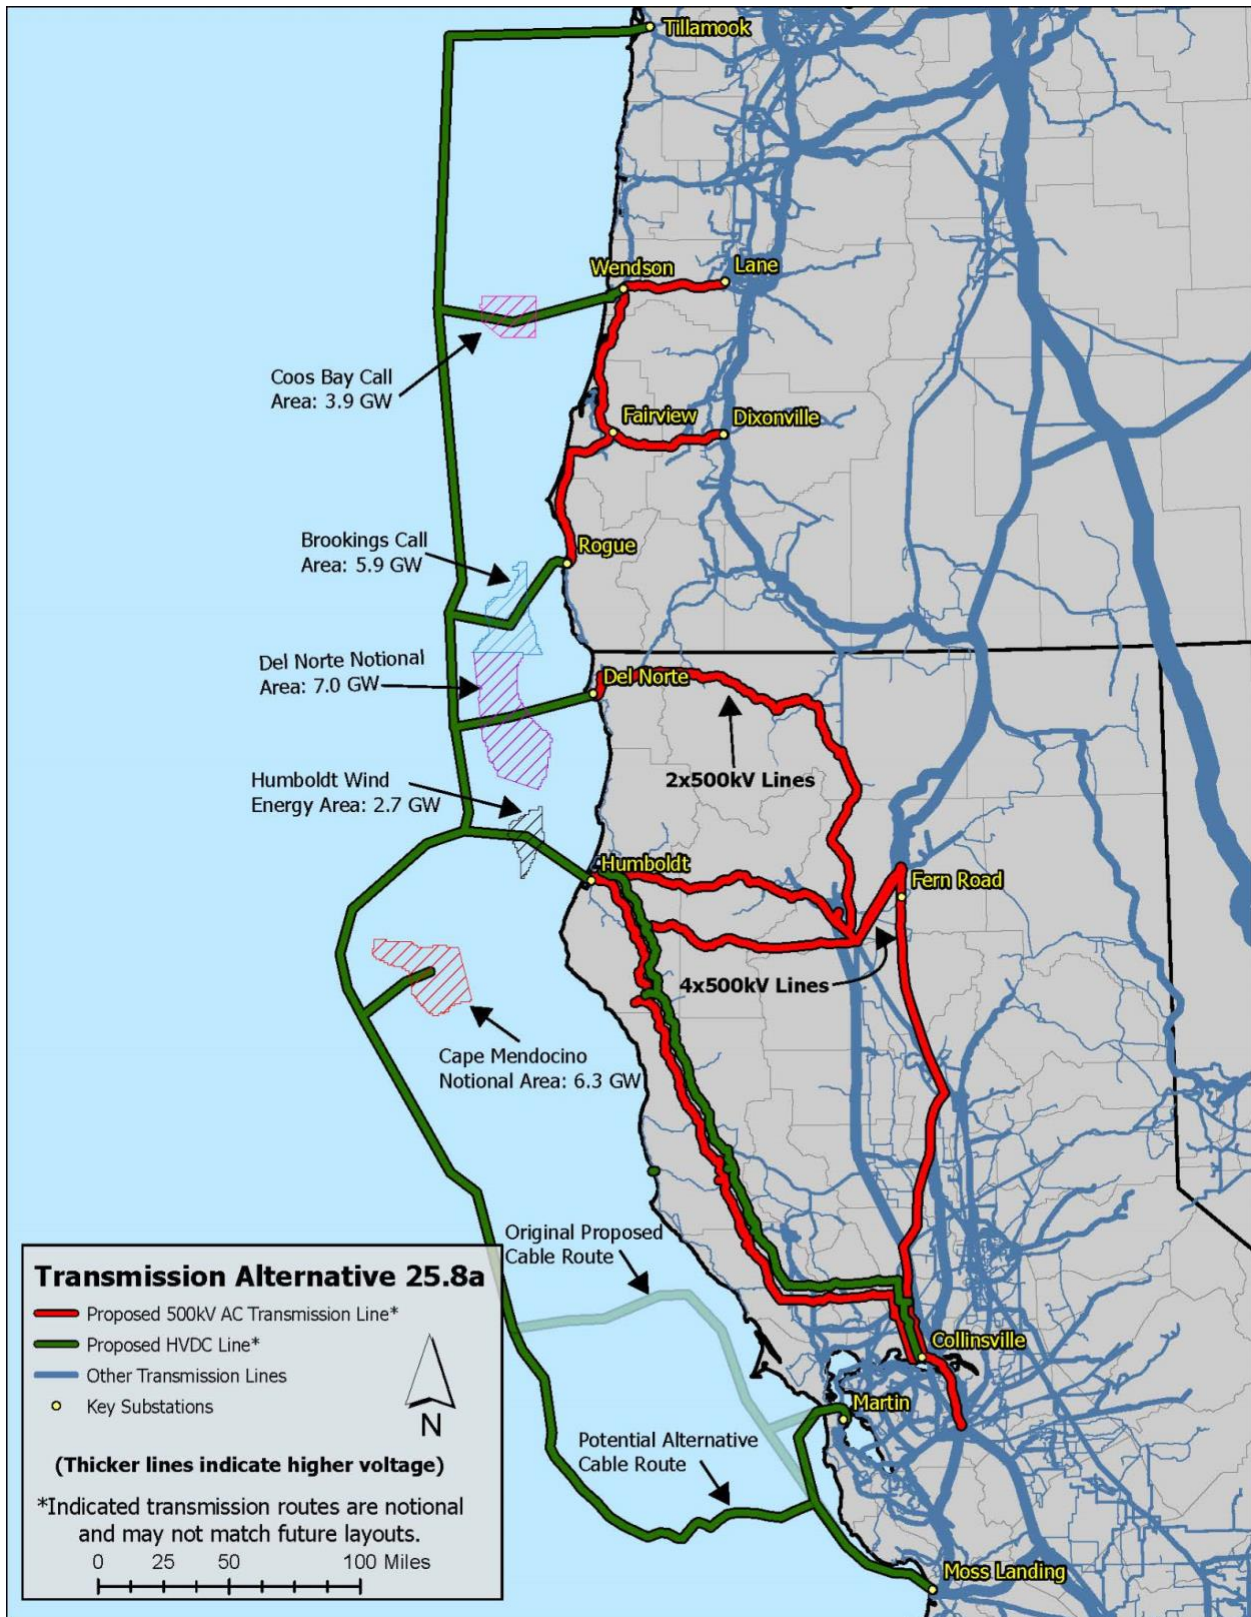 Tillamook
Wendson
Lane
Coos Bay Call
Area: 3.9 GW
Fairview
Dixonville
Brookings Call
Area: 5.9 GW
Rogue
Del Norte Notional
Area: 7.0 GW
Del Norte
2x500kV Lines
Humboldt Wind
Energy Area: 2.7 GW
Humboldt
Fern Road
4x500kV Lines
Cape Mendocino
Notional Area: 6.3 GW
Original Proposed
Cable Route
Transmission Alternative 25.8a
Proposed 500kV AC Transmission Line*
Proposed HVDC Line*
Other Transmission Lines
Key Substations
N
(Thicker lines indicate higher voltage)
*Indicated transmission routes are notional
and may not match future layouts.
0 25 50 100 Miles
Collinsville
Martin
Potential Alternative
Cable Route
Moss Landing